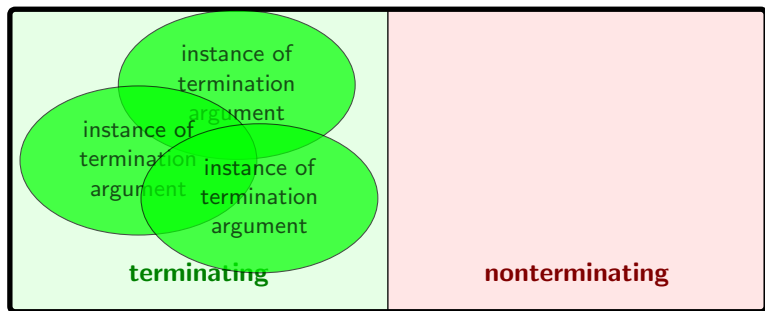 instance of
termination
argument
instance of
termination
argument
instance of
termination
argument
terminating
nonterminating